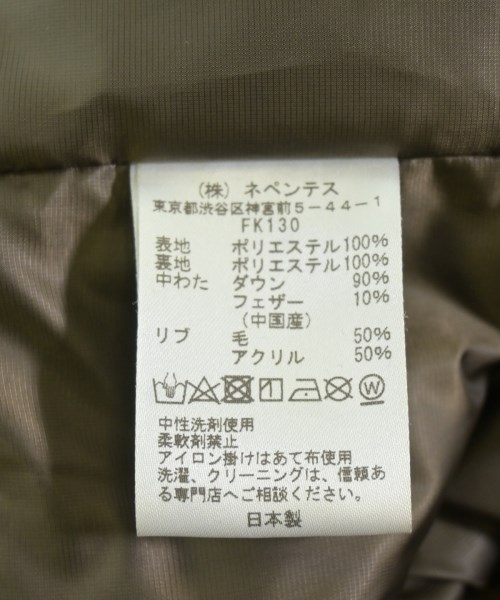 (株) ネペンテス
東京都渋谷区神宮前5-44-1
FK130
表地 ポリエステル100%
裏地 ポリエステル100%
中わた ダウン 90%
フェザー 10%
(中国産)
リブ 毛 50%
アクリル 50%
W
中性洗剤使用
柔軟剤禁止
アイロン掛けはあて布使用
洗濯、クリーニングは、信頼あ
る専門店へご相談ください。
日本製